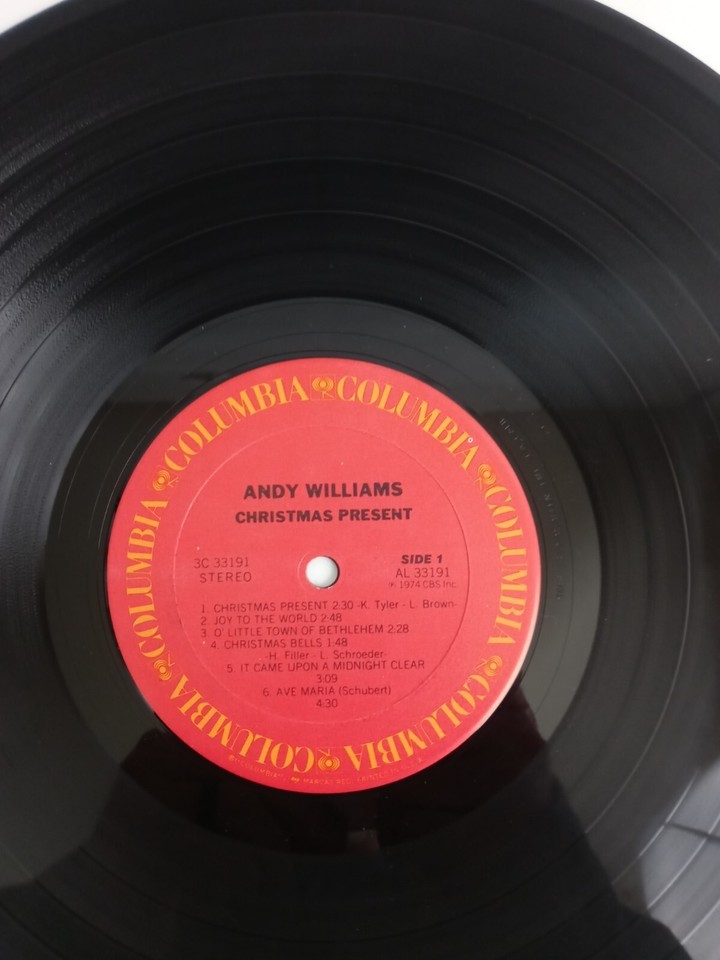 COLUMBIA COLUMBIA COLUMBIA COLUMBIA COLUMBIA COLUMBIA COLUMBIA COLUMBIA
ANDY WILLIAMS
CHRISTMAS PRESENT
3C 33191
STEREO
SIDE 1
AL 33191
℗ 1974 CBS Inc.
1. CHRISTMAS PRESENT 2:30 -K. Tyler - L. Brown-
2. JOY TO THE WORLD 2:48
3. O' LITTLE TOWN OF BETHLEHEM 2:28
4. CHRISTMAS BELLS 1:48
-H. Filler - L. Schroeder-
5. IT CAME UPON A MIDNIGHT CLEAR
3:09
6. AVE MARIA (Schubert)
4:30